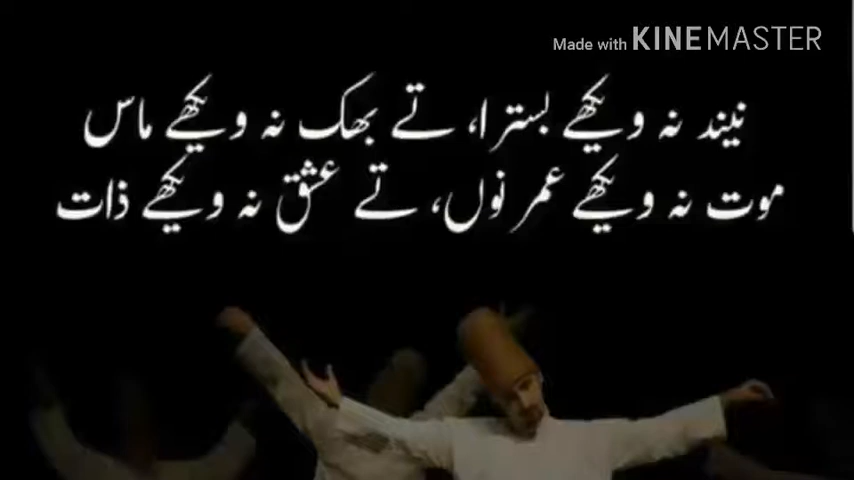 Made with KINEMASTER
نیند نہ ویکھے بسترا، تے بھک نہ ویکھے ماس
موت نہ ویکھے عمر نوں، تے عشق نہ ویکھے ذات